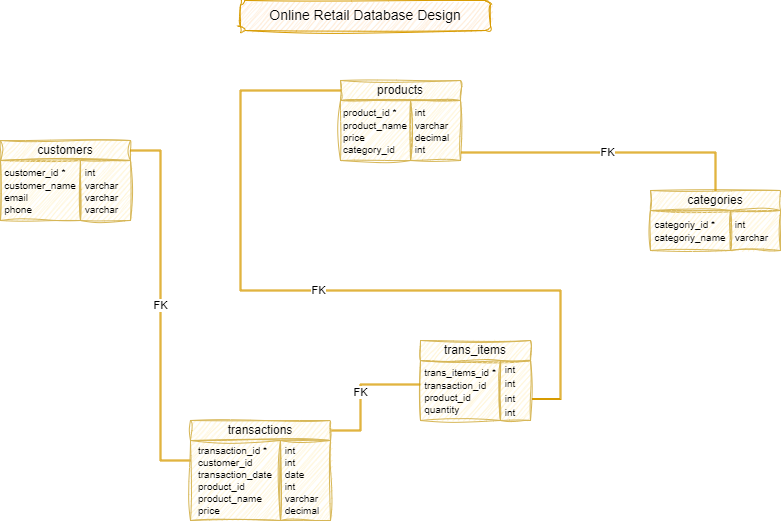 Online Retail Database Design
products
product_id * int
product_name varchar
price decimal
category_id int
customers
customer_id * int
customer_name varchar
email varchar
phone varchar
FK
categories
categoriy_id * int
categoriy_name varchar
FK
FK
trans_items
trans_items_id * int
transaction_id int
product_id int
quantity int
FK
transactions
transaction_id * int
customer_id int
transaction_date date
product_id int
product_name varchar
price decimal
FK